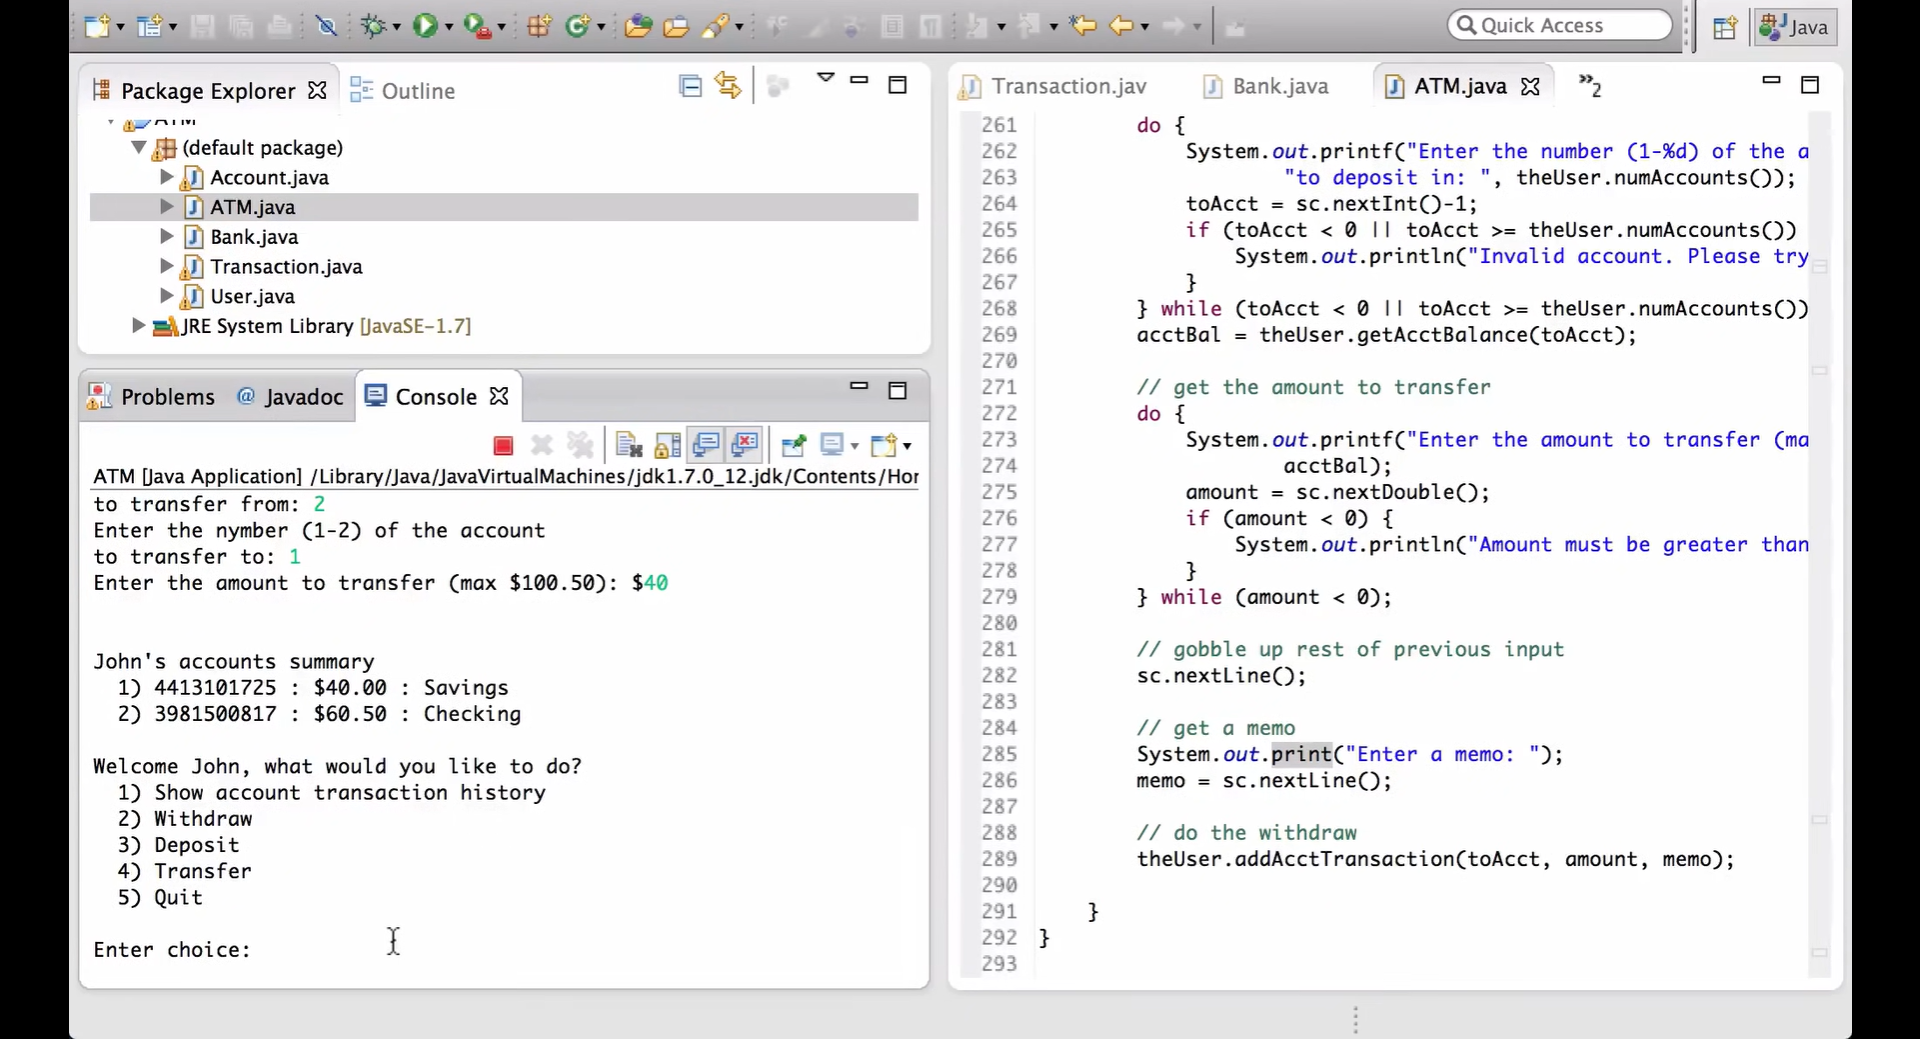 Quick Access
Java
Package Explorer
Outline
ATM
(default package)
Account.java
ATM.java
Bank.java
Transaction.java
User.java
JRE System Library [JavaSE-1.7]
Problems
@ Javadoc
Console
ATM [Java Application] /Library/Java/JavaVirtualMachines/jdk1.7.0_12.jdk/Contents/Hor
to transfer from: 2
Enter the nymber (1-2) of the account
to transfer to: 1
Enter the amount to transfer (max $100.50): $40
John's accounts summary
1) 4413101725 : $40.00 : Savings
2) 3981500817 : $60.50 : Checking
Welcome John, what would you like to do?
1) Show account transaction history
2) Withdraw
3) Deposit
4) Transfer
5) Quit
Enter choice:
Transaction.jav
Bank.java
ATM.java
»2
261 do {
262 System.out.printf("Enter the number (1-%d) of the a
263 "to deposit in: ", theUser.numAccounts());
264 toAcct = sc.nextInt()-1;
265 if (toAcct < 0 || toAcct >= theUser.numAccounts())
266 System.out.println("Invalid account. Please try
267 }
268 } while (toAcct < 0 || toAcct >= theUser.numAccounts())
269 acctBal = theUser.getAcctBalance(toAcct);
270
271 // get the amount to transfer
272 do {
273 System.out.printf("Enter the amount to transfer (ma
274 acctBal);
275 amount = sc.nextDouble();
276 if (amount < 0) {
277 System.out.println("Amount must be greater than
278 }
279 } while (amount < 0);
280
281 // gobble up rest of previous input
282 sc.nextLine();
283
284 // get a memo
285 System.out.print("Enter a memo: ");
286 memo = sc.nextLine();
287
288 // do the withdraw
289 theUser.addAcctTransaction(toAcct, amount, memo);
290
291 }
292 }
293